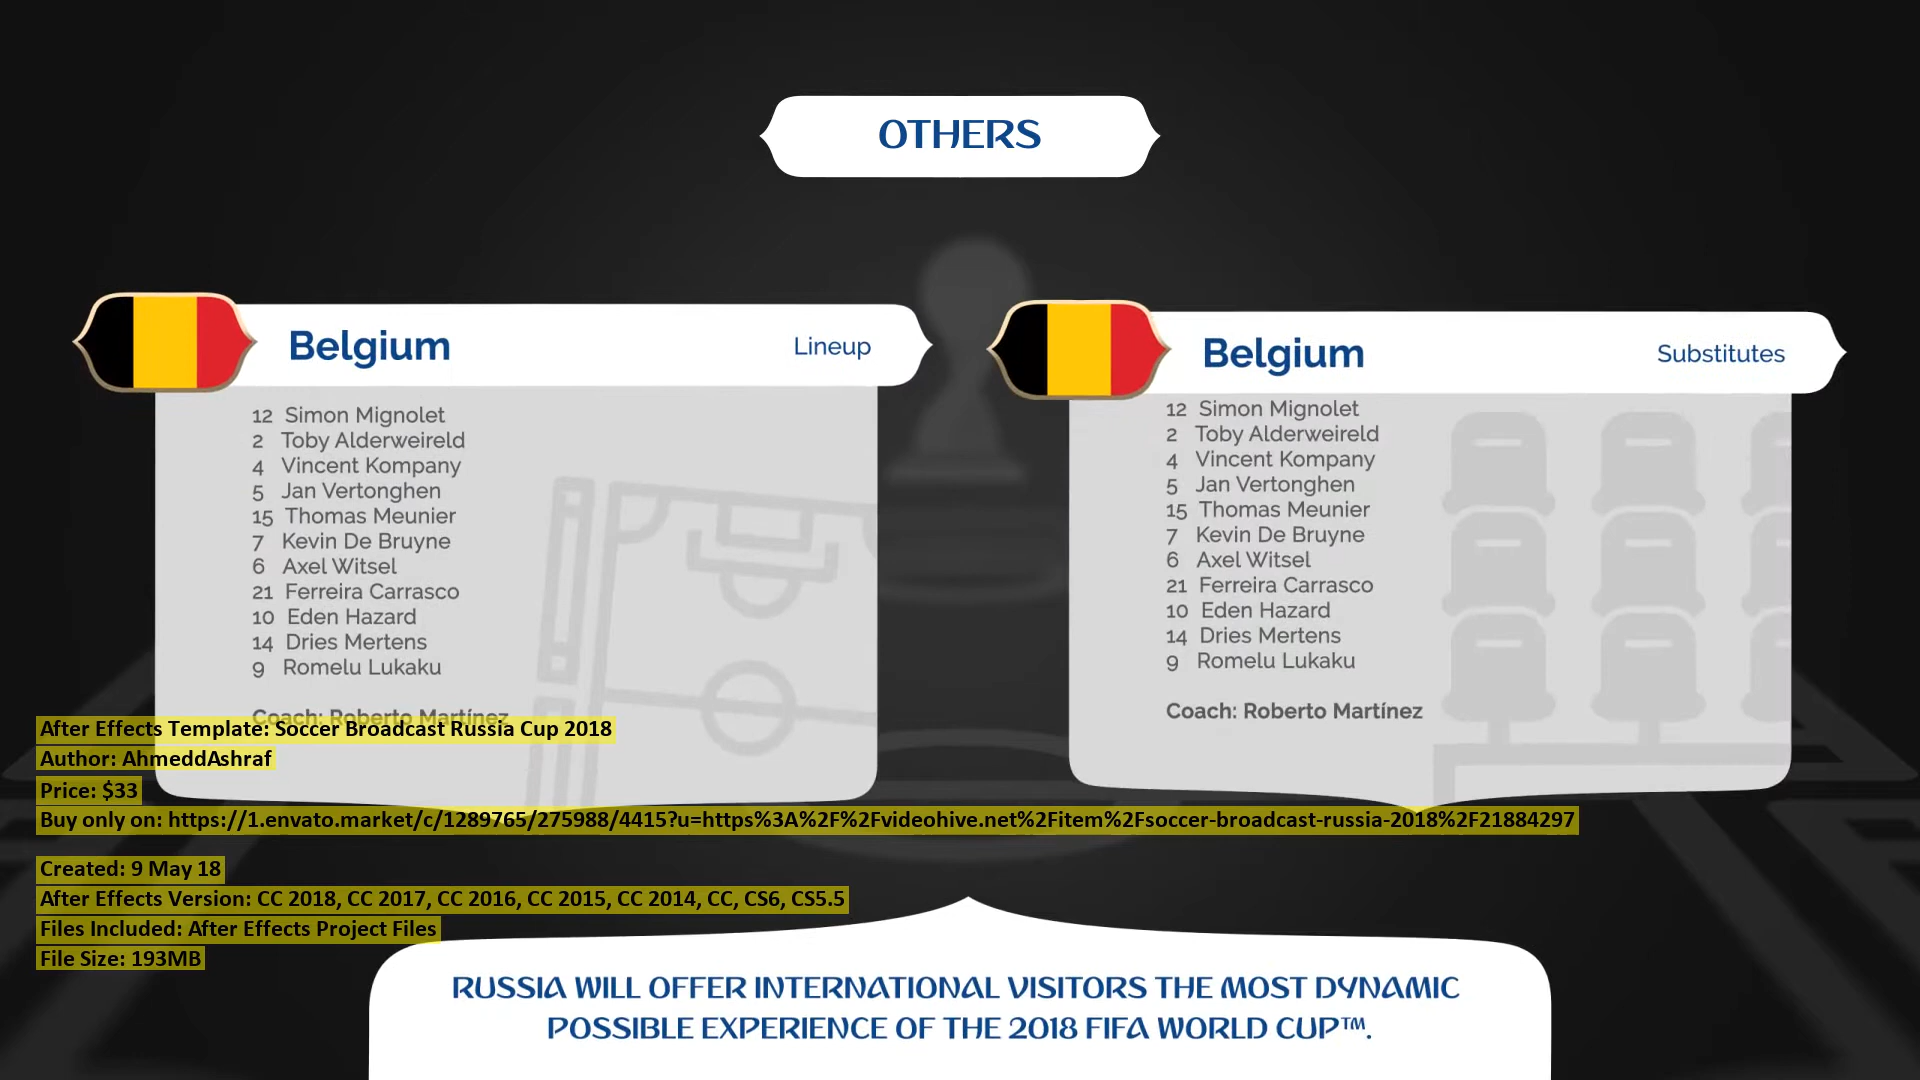 OTHERS
Belgium
Lineup
12 Simon Mignolet
2 Toby Alderweireld
4 Vincent Kompany
5 Jan Vertonghen
15 Thomas Meunier
7 Kevin De Bruyne
6 Axel Witsel
21 Ferreira Carrasco
10 Eden Hazard
14 Dries Mertens
9 Romelu Lukaku
Coach: Roberto Martínez
Belgium
Substitutes
12 Simon Mignolet
2 Toby Alderweireld
4 Vincent Kompany
5 Jan Vertonghen
15 Thomas Meunier
7 Kevin De Bruyne
6 Axel Witsel
21 Ferreira Carrasco
10 Eden Hazard
14 Dries Mertens
9 Romelu Lukaku
Coach: Roberto Martínez
After Effects Template: Soccer Broadcast Russia Cup 2018
Author: AhmeddAshraf
Price: $33
Buy only on: https://1.envato.market/c/1289765/275988/4415?u=https%3A%2F%2Fvideohive.net%2Fitem%2Fsoccer-broadcast-russia-2018%2F21884297
Created: 9 May 18
After Effects Version: CC 2018, CC 2017, CC 2016, CC 2015, CC 2014, CC, CS6, CS5.5
Files Included: After Effects Project Files
File Size: 193MB
RUSSIA WILL OFFER INTERNATIONAL VISITORS THE MOST DYNAMIC
POSSIBLE EXPERIENCE OF THE 2018 FIFA WORLD CUP™.